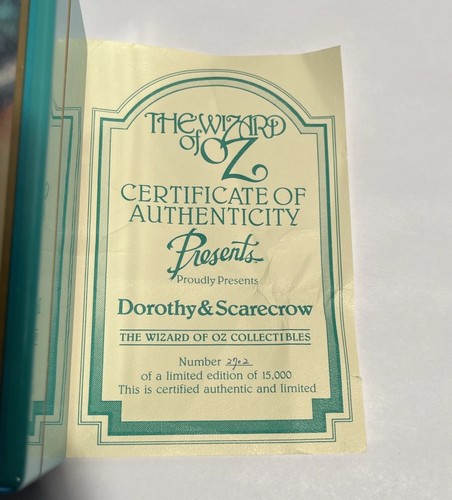 THE WIZARD
of OZ
CERTIFICATE OF
AUTHENTICITY
Presents
Proudly Presents
Dorothy & Scarecrow
THE WIZARD OF OZ COLLECTIBLES
Number 2702
of a limited edition of 15,000
This is certified authentic and limited